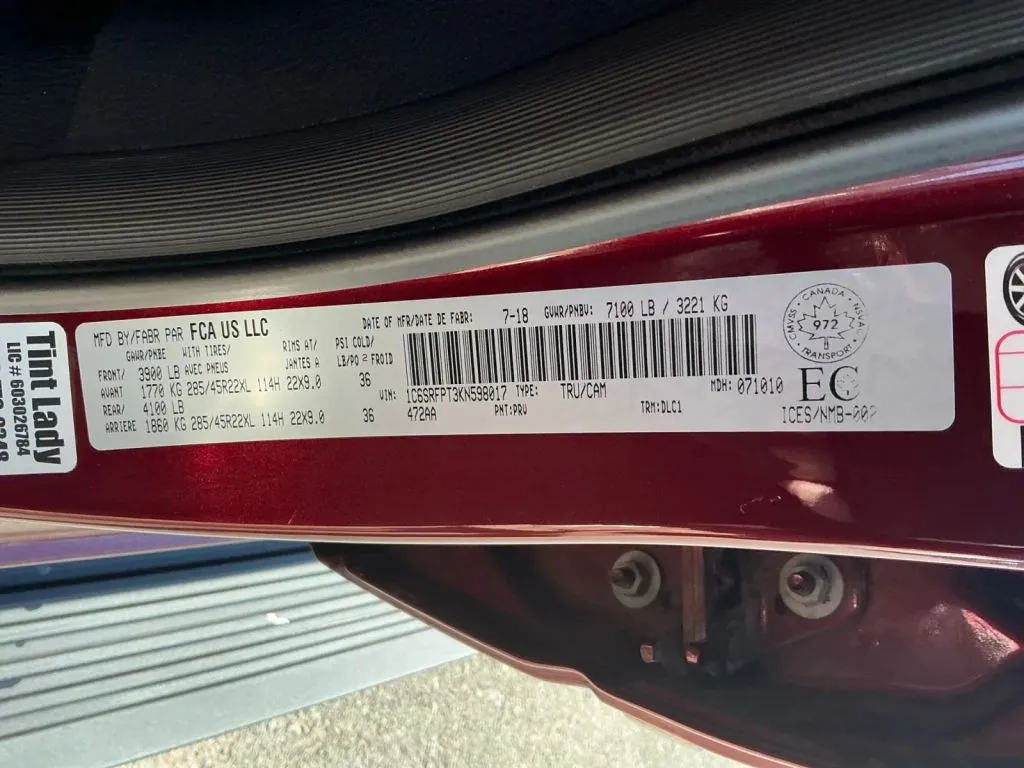 MFD BY/FABR PAR FCA US LLC
DATE OF MFR/DATE DE FABR: 7-18 GVWR/PNBV: 7100 LB / 3221 KG
GAWR/PNBE WITH TIRES/ RIMS AT/ PSI COLD/
FRONT/ 3900 LB AVEC PNEUS JANTES A LB/PO2 FROID
AVANT 1770 KG 285/45R22XL 114H 22X9.0 36
REAR/ 4100 LB
ARRIERE 1860 KG 285/45R22XL 114H 22X9.0 36
VIN: 1C6SRFPT3KN598017 TYPE: TRU/CAM MDH: 071010
472AA PNT:PRV TRM:DLC1
CANADA
CMVSS NSVAC
972
TRANSPORT
EC
ICES/NMB-002
Tint Lady
LIC # 603026784